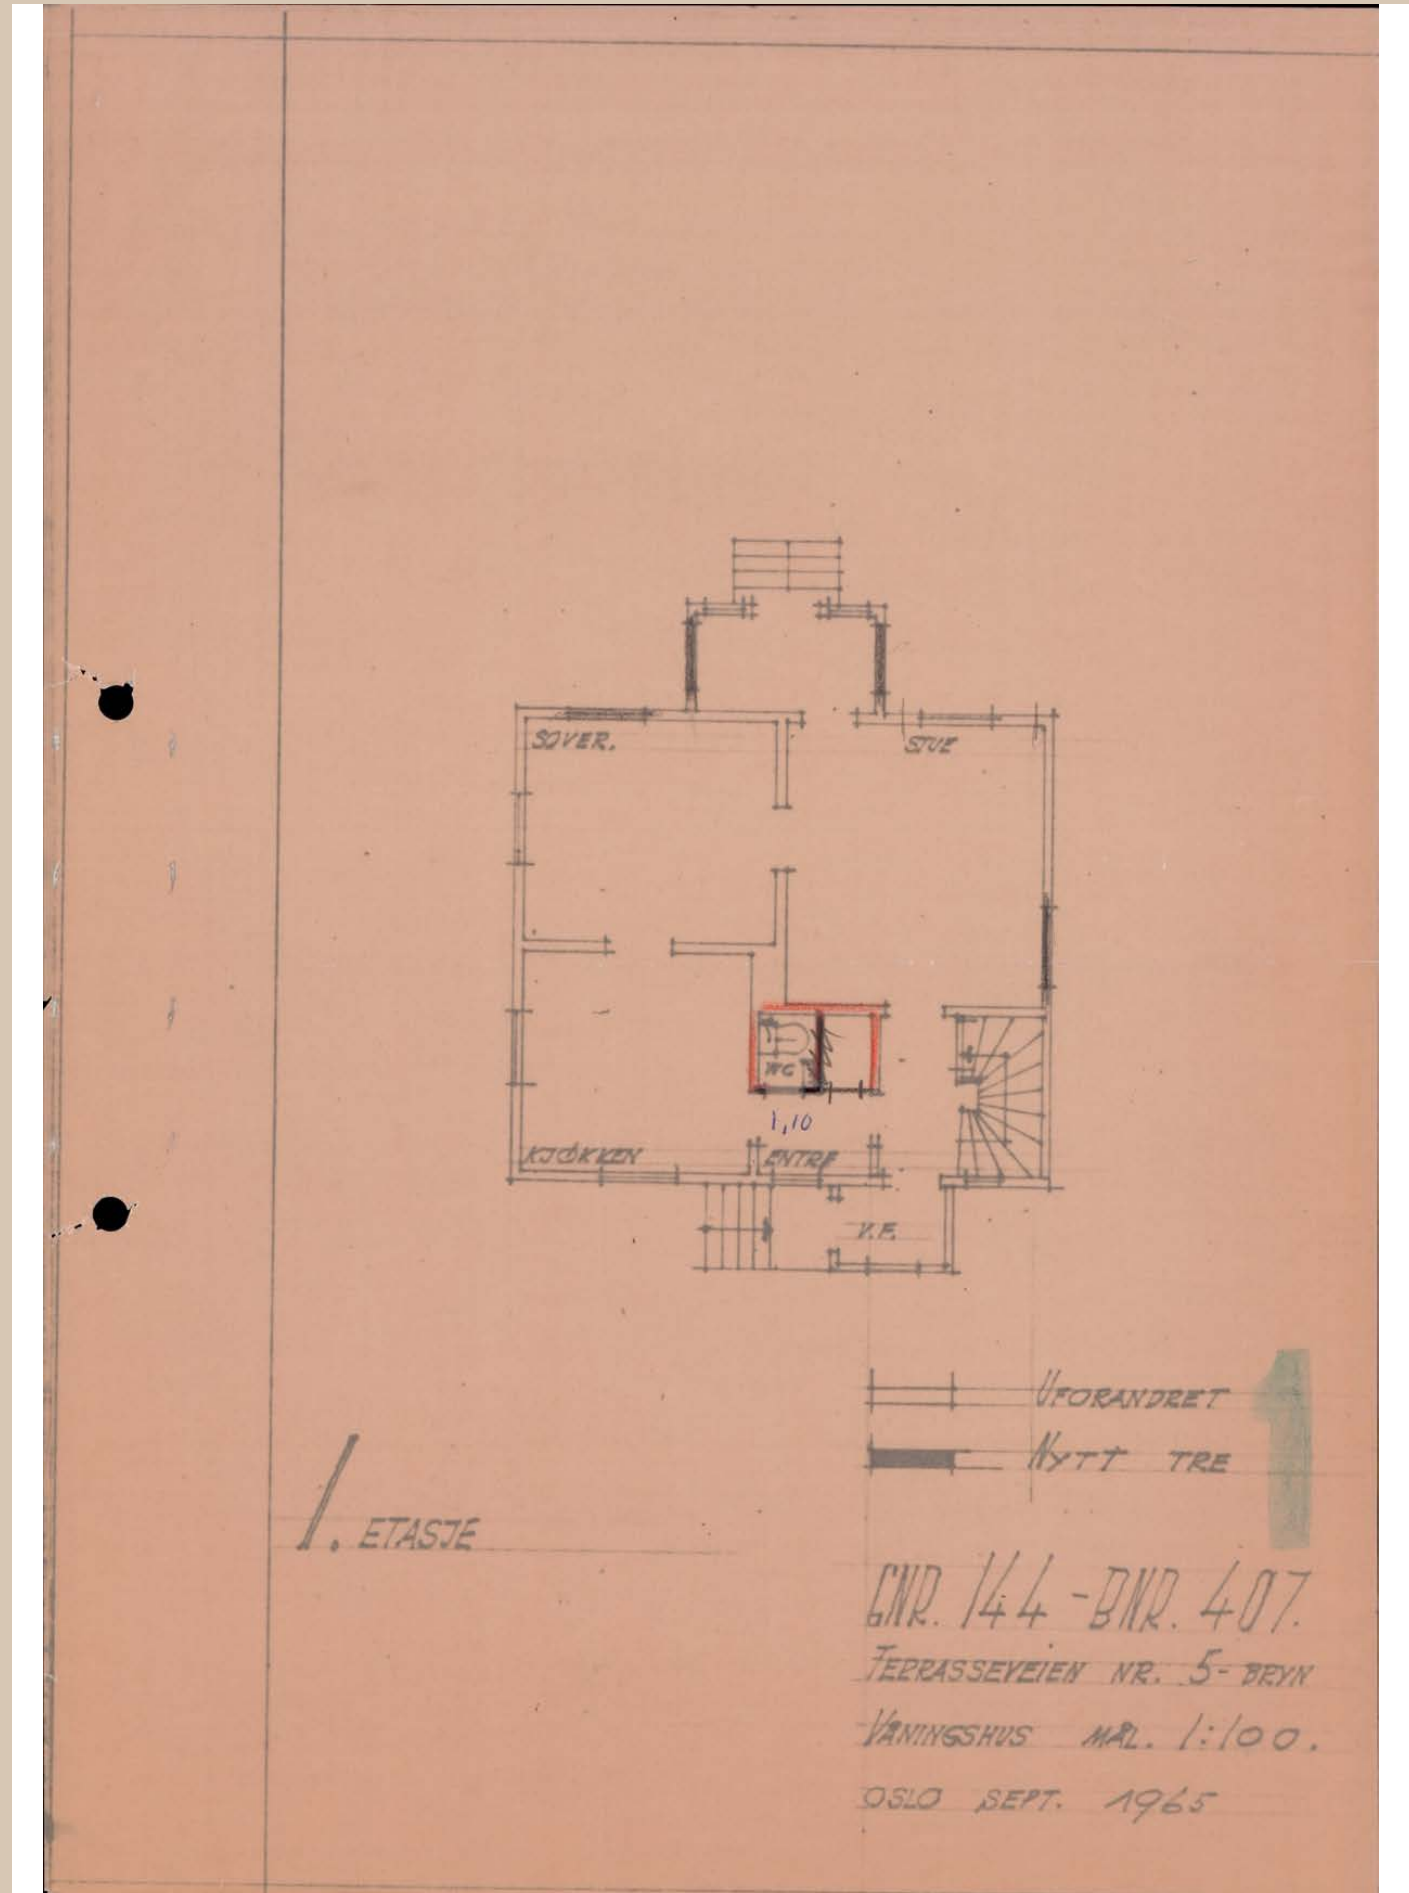 SOVER.
STUE
WC
1,10
KJØKKEN
ENTRE
V.F.
UFORANDRET
NYTT TRE
1
1. ETASJE
GNR. 144 - BNR. 407.
TERRASSEVEIEN NR. 5 - BRYN
VÅNINGSHUS MÅL. 1:100.
OSLO SEPT. 1965